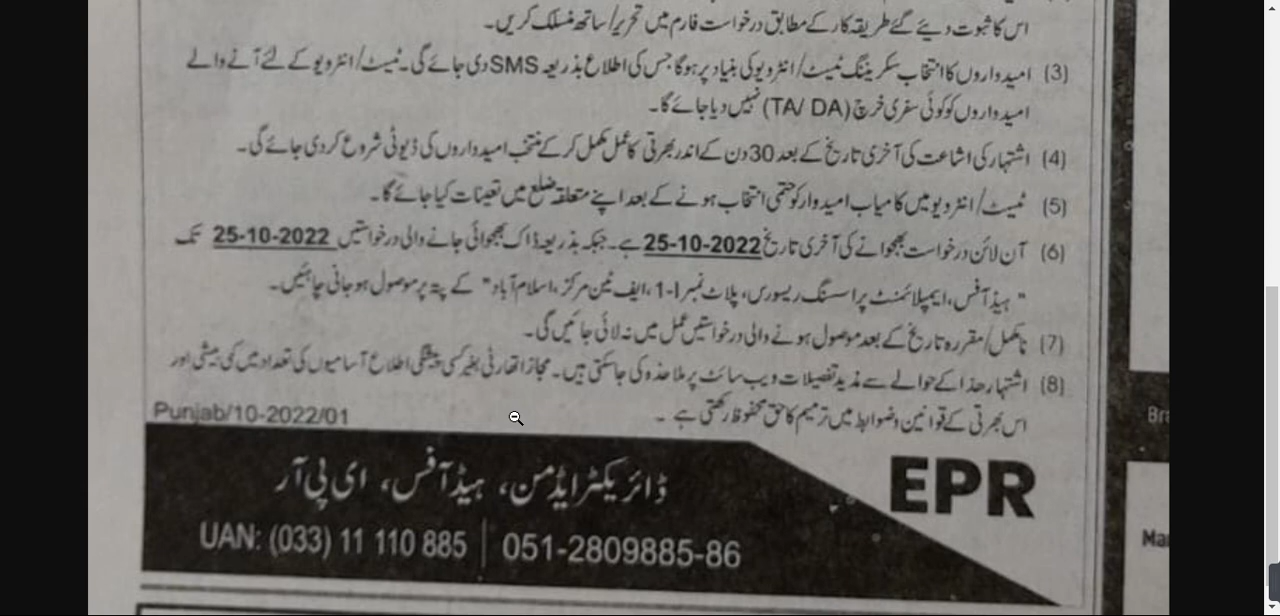 اس کا ثبوت دیئے گئے طریقہ کار کے مطابق درخواست فارم میں تحریر/ساتھ منسلک کریں۔
(3) امیدواروں کا انتخاب سکریننگ ٹیسٹ/انٹرویو کی بنیاد پر ہوگا جس کی اطلاع بذریعہ SMS دی جائے گی۔ ٹیسٹ/انٹرویو کے لئے آنے والے
امیدواروں کو کوئی سفری خرچ (TA/ DA) نہیں دیا جائے گا۔
(4) اشتہار کی اشاعت کی آخری تاریخ کے بعد 30 دن کے اندر بھرتی کا عمل مکمل کر کے منتخب امیدواروں کی ڈیوٹی شروع کر دی جائے گی۔
(5) ٹیسٹ/انٹرویو میں کامیاب امیدوار کو حتمی انتخاب ہونے کے بعد اپنے متعلقہ ضلع میں تعینات کیا جائے گا۔
(6) آن لائن درخواست بھجوانے کی آخری تاریخ 25-10-2022 ہے۔ جبکہ بذریعہ ڈاک بھجوائی جانے والی درخواستیں 25-10-2022 تک
" ہیڈ آفس، ایمپلائمنٹ پراسسنگ ریسورس، پلاٹ نمبر 1-I، ایف ٹین مرکز، اسلام آباد" کے پتہ پر موصول ہو جانی چاہئیں۔
(7) نامکمل/مقررہ تاریخ کے بعد موصول ہونے والی درخواستیں عمل میں نہ لائی جائیں گی۔
(8) اشتہار ھذا کے حوالے سے مذید تفصیلات ویب سائٹ پر ملاحظہ کی جاسکتی ہیں۔ مجاز اتھارٹی بغیر کسی پیشگی اطلاع آسامیوں کی تعداد میں کمی بیشی اور
اس بھرتی کے قوانین و ضوابط میں ترمیم کا حق محفوظ رکھتی ہے ۔
Punjab/10-2022/01
ڈائریکٹر ایڈمن، ہیڈ آفس، ای پی آر
EPR
UAN: (033) 11 110 885 | 051-2809885-86